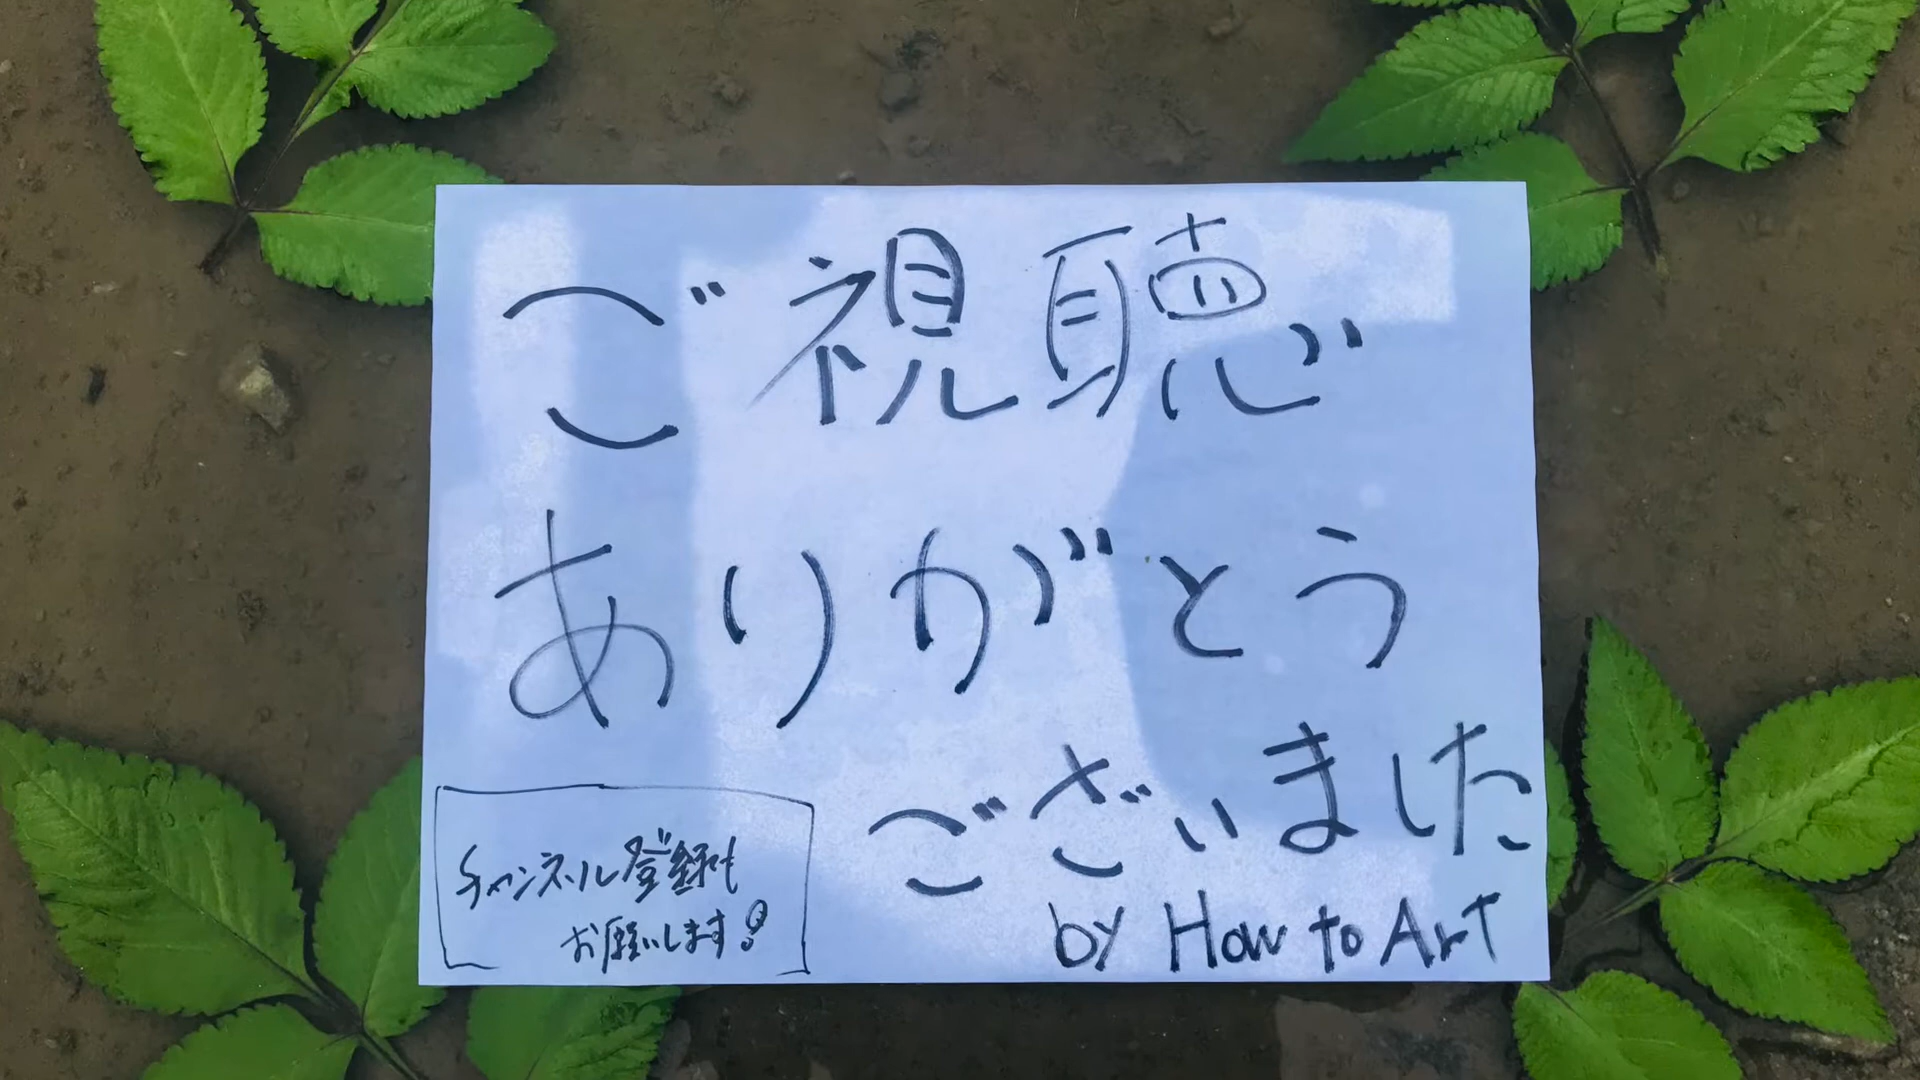 ご視聴
ありがとう
ございました
by How to Art
チャンネル登録も
お願いします!